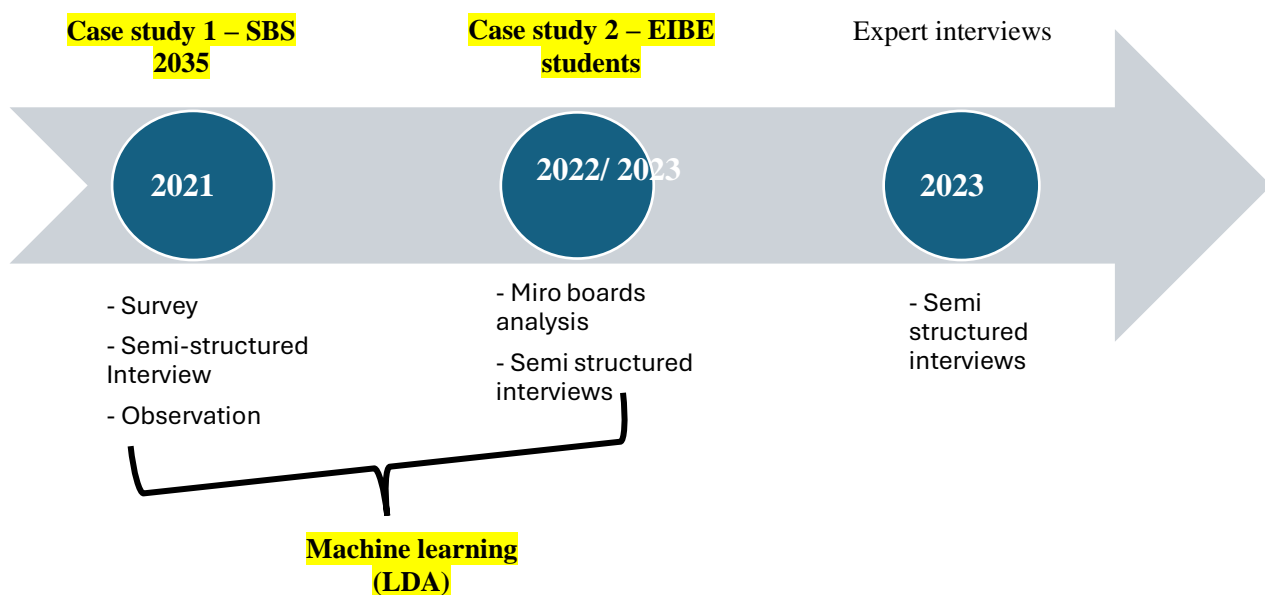 Case study 1 – SBS
2035
Case study 2 – EIBE
students
Expert interviews
2021
2022/ 2023
2023
- Survey
- Semi-structured
Interview
- Observation
- Miro boards
analysis
- Semi structured
interviews
- Semi
structured
interviews
Machine learning
(LDA)